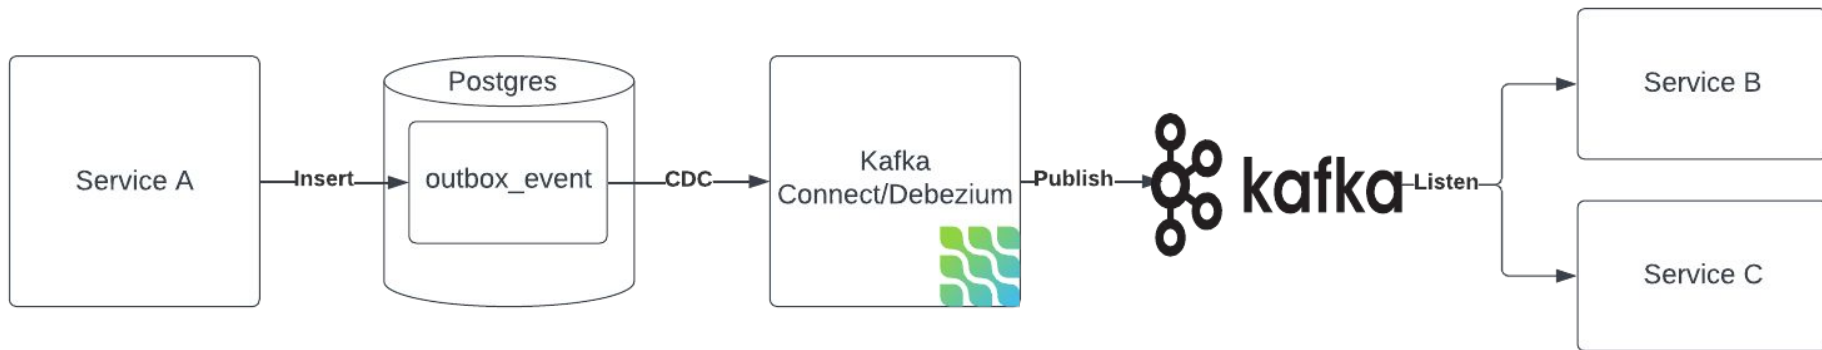 Service A
Insert
Postgres
outbox_event
CDC
Kafka
Connect/Debezium
Publish
kafka
Listen
Service B
Service C